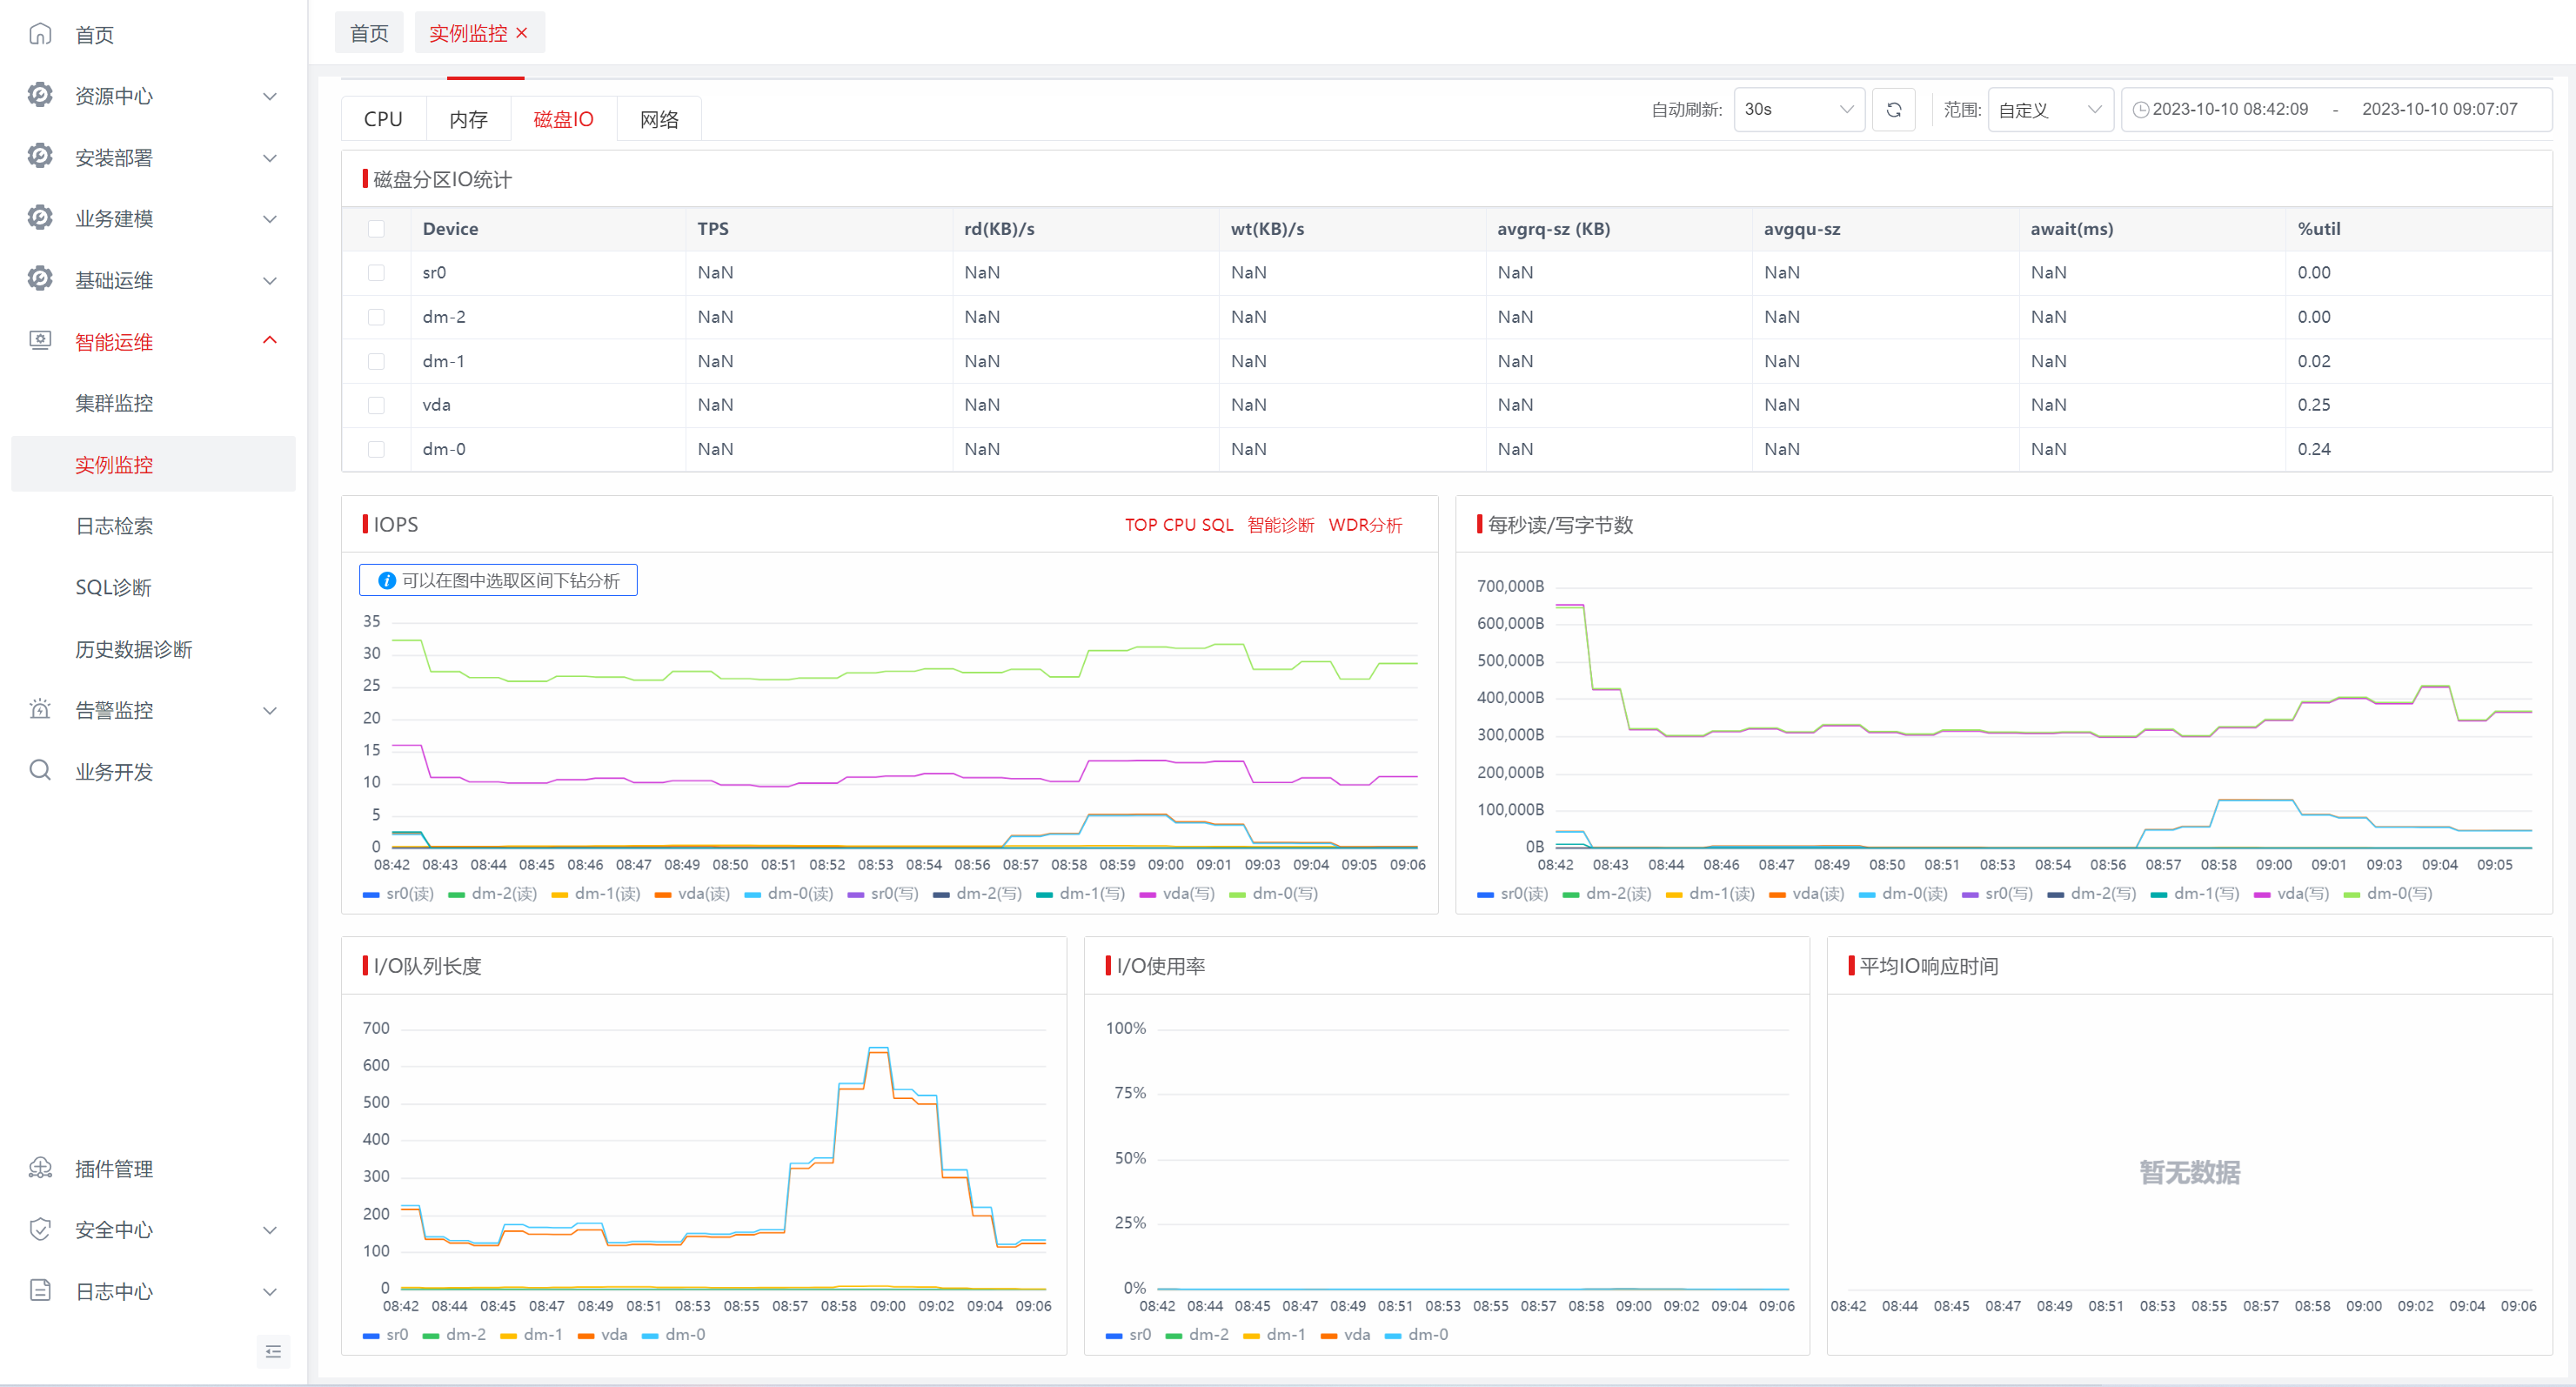 首页
资源中心
安装部署
业务建模
基础运维
智能运维
集群监控
实例监控
日志检索
SQL诊断
历史数据诊断
告警监控
业务开发
插件管理
安全中心
日志中心
首页 实例监控
CPU 内存 磁盘IO 网络 自动刷新: 30s 范围: 自定义 2023-10-10 08:42:09 - 2023-10-10 09:07:07
磁盘分区IO统计
Device TPS rd(KB)/s wt(KB)/s avgrq-sz (KB) avgqu-sz await(ms) %util
sr0 NaN NaN NaN NaN NaN NaN 0.00
dm-2 NaN NaN NaN NaN NaN NaN 0.00
dm-1 NaN NaN NaN NaN NaN NaN 0.02
vda NaN NaN NaN NaN NaN NaN 0.25
dm-0 NaN NaN NaN NaN NaN NaN 0.24
IOPS TOP CPU SQL 智能诊断 WDR分析
可以在图中选取区间下钻分析
35
30
25
20
15
10
5
0
08:42 08:43 08:44 08:45 08:46 08:47 08:49 08:50 08:51 08:52 08:53 08:54 08:56 08:57 08:58 08:59 09:00 09:01 09:03 09:04 09:05 09:06
sr0(读) dm-2(读) dm-1(读) vda(读) dm-0(读) sr0(写) dm-2(写) dm-1(写) vda(写) dm-0(写)
每秒读/写字节数
700,000B
600,000B
500,000B
400,000B
300,000B
200,000B
100,000B
0B
08:42 08:43 08:44 08:46 08:47 08:49 08:50 08:51 08:53 08:54 08:56 08:57 08:58 09:00 09:01 09:03 09:04 09:05
sr0(读) dm-2(读) dm-1(读) vda(读) dm-0(读) sr0(写) dm-2(写) dm-1(写) vda(写) dm-0(写)
I/O队列长度
700
600
500
400
300
200
100
0
08:42 08:44 08:45 08:47 08:49 08:51 08:53 08:55 08:57 08:58 09:00 09:02 09:04 09:06
sr0 dm-2 dm-1 vda dm-0
I/O使用率
100%
75%
50%
25%
0%
08:42 08:44 08:45 08:47 08:49 08:51 08:53 08:55 08:57 08:58 09:00 09:02 09:04 09:06
sr0 dm-2 dm-1 vda dm-0
平均IO响应时间
暂无数据
08:42 08:44 08:45 08:47 08:49 08:51 08:53 08:55 08:57 08:58 09:00 09:02 09:04 09:06